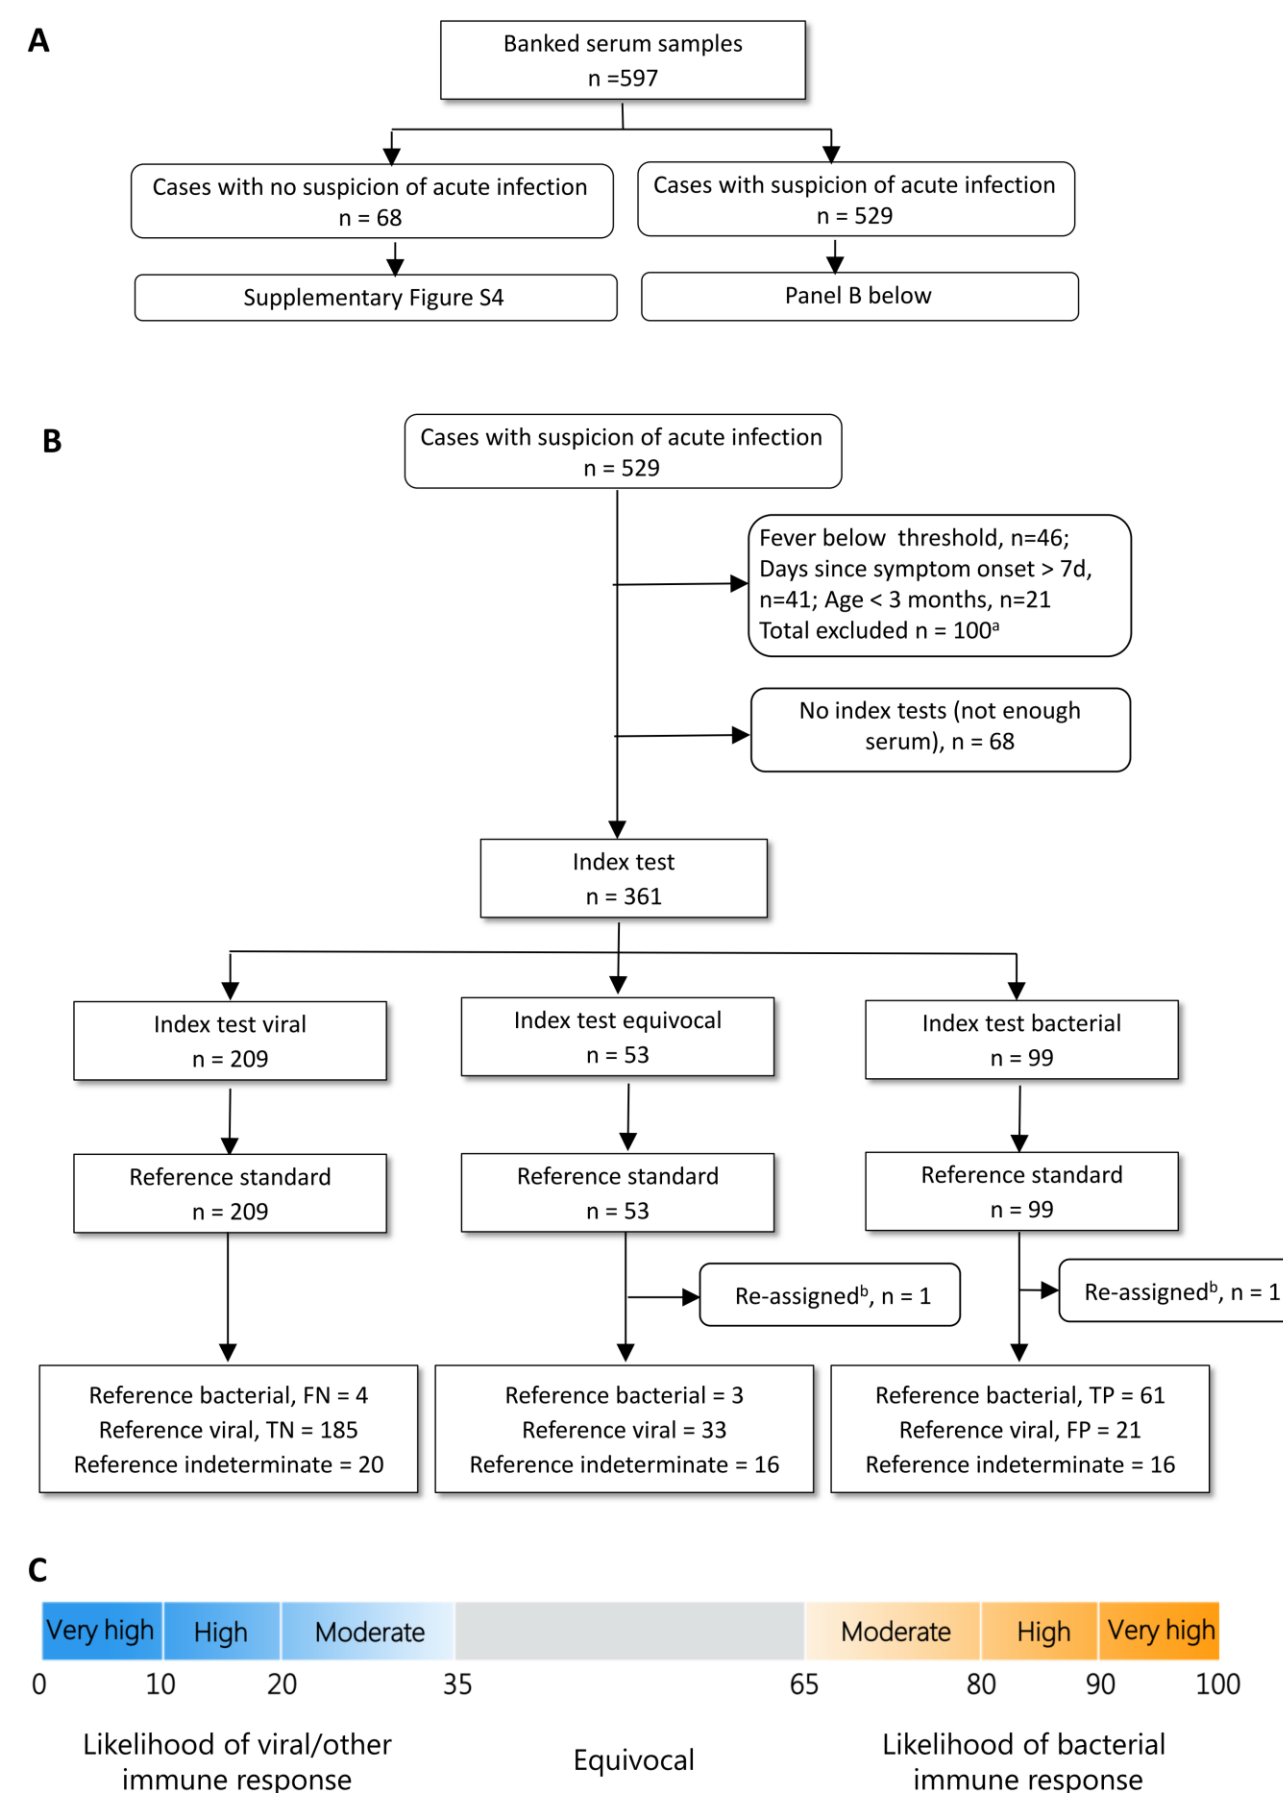 A
Banked serum samples
n =597
Cases with no suspicion of acute infection
n = 68
Cases with suspicion of acute infection
n = 529
Supplementary Figure S4
Panel B below
B
Cases with suspicion of acute infection
n = 529
Fever below  threshold, n=46;
Days since symptom onset > 7d,
n=41; Age < 3 months, n=21
Total excluded n = 100ᵃ
No index tests (not enough
serum), n = 68
Index test
n = 361
Index test viral
n = 209
Index test equivocal
n = 53
Index test bacterial
n = 99
Reference standard
n = 209
Reference standard
n = 53
Reference standard
n = 99
Re-assignedᵇ, n = 1
Re-assignedᵇ, n = 1
Reference bacterial, FN = 4
Reference viral, TN = 185
Reference indeterminate = 20
Reference bacterial = 3
Reference viral = 33
Reference indeterminate = 16
Reference bacterial, TP = 61
Reference viral, FP = 21
Reference indeterminate = 16
C
Very high High Moderate Moderate High Very high
0 10 20 35 65 80 90 100
Likelihood of viral/other
immune response
Equivocal
Likelihood of bacterial
immune response